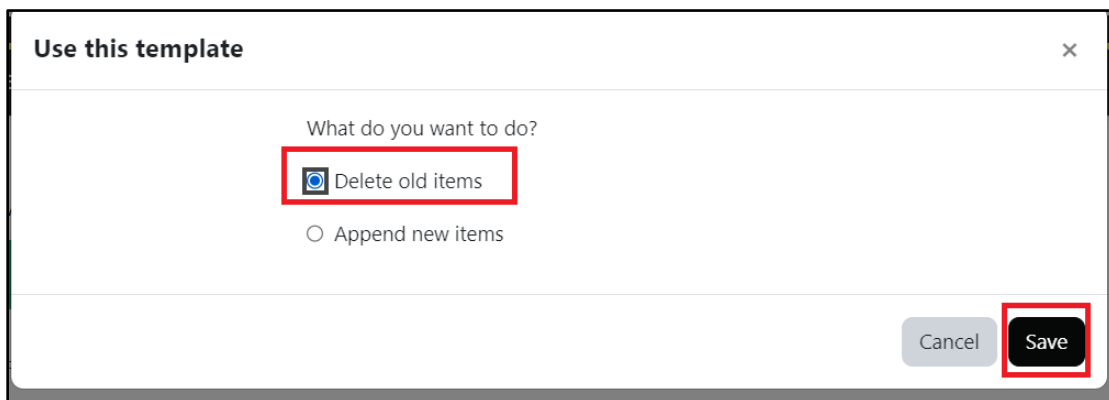 Use this template
×
What do you want to do?
Delete old items
Append new items
Cancel Save